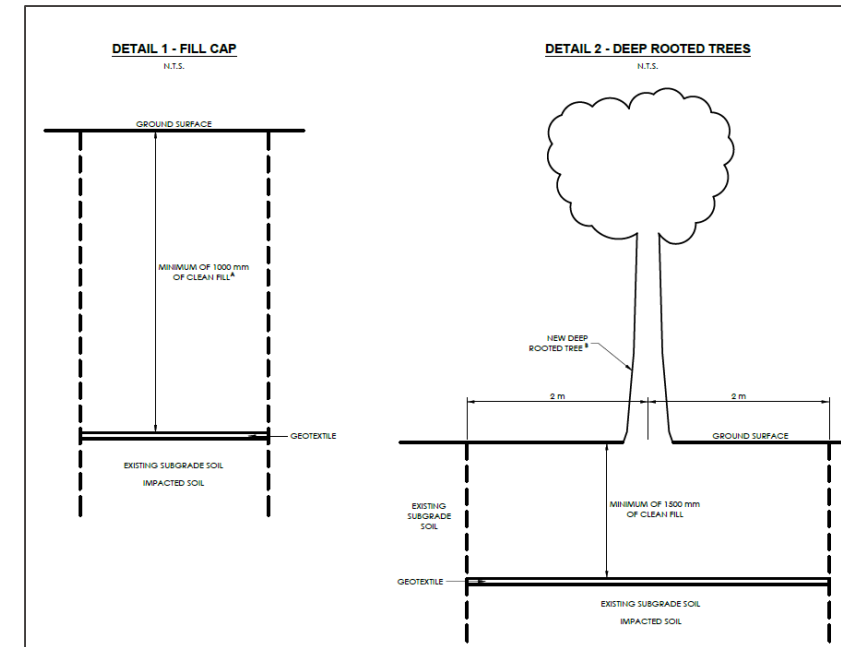 DETAIL 1 - FILL CAP
N.T.S.
GROUND SURFACE
MINIMUM OF 1000 mm
OF CLEAN FILL^A
GEOTEXTILE
EXISTING SUBGRADE SOIL
IMPACTED SOIL
DETAIL 2 - DEEP ROOTED TREES
N.T.S.
NEW DEEP
ROOTED TREE^B
2 m
2 m
GROUND SURFACE
EXISTING
SUBGRADE
SOIL
MINIMUM OF 1500 mm
OF CLEAN FILL
GEOTEXTILE
EXISTING SUBGRADE SOIL
IMPACTED SOIL